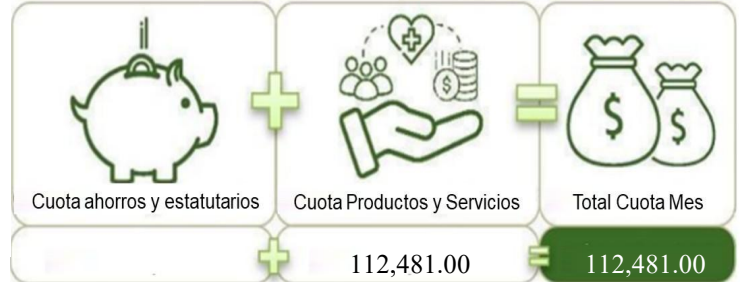 Cuota ahorros y estatutarios
Cuota Productos y Servicios
Total Cuota Mes
112,481.00
112,481.00